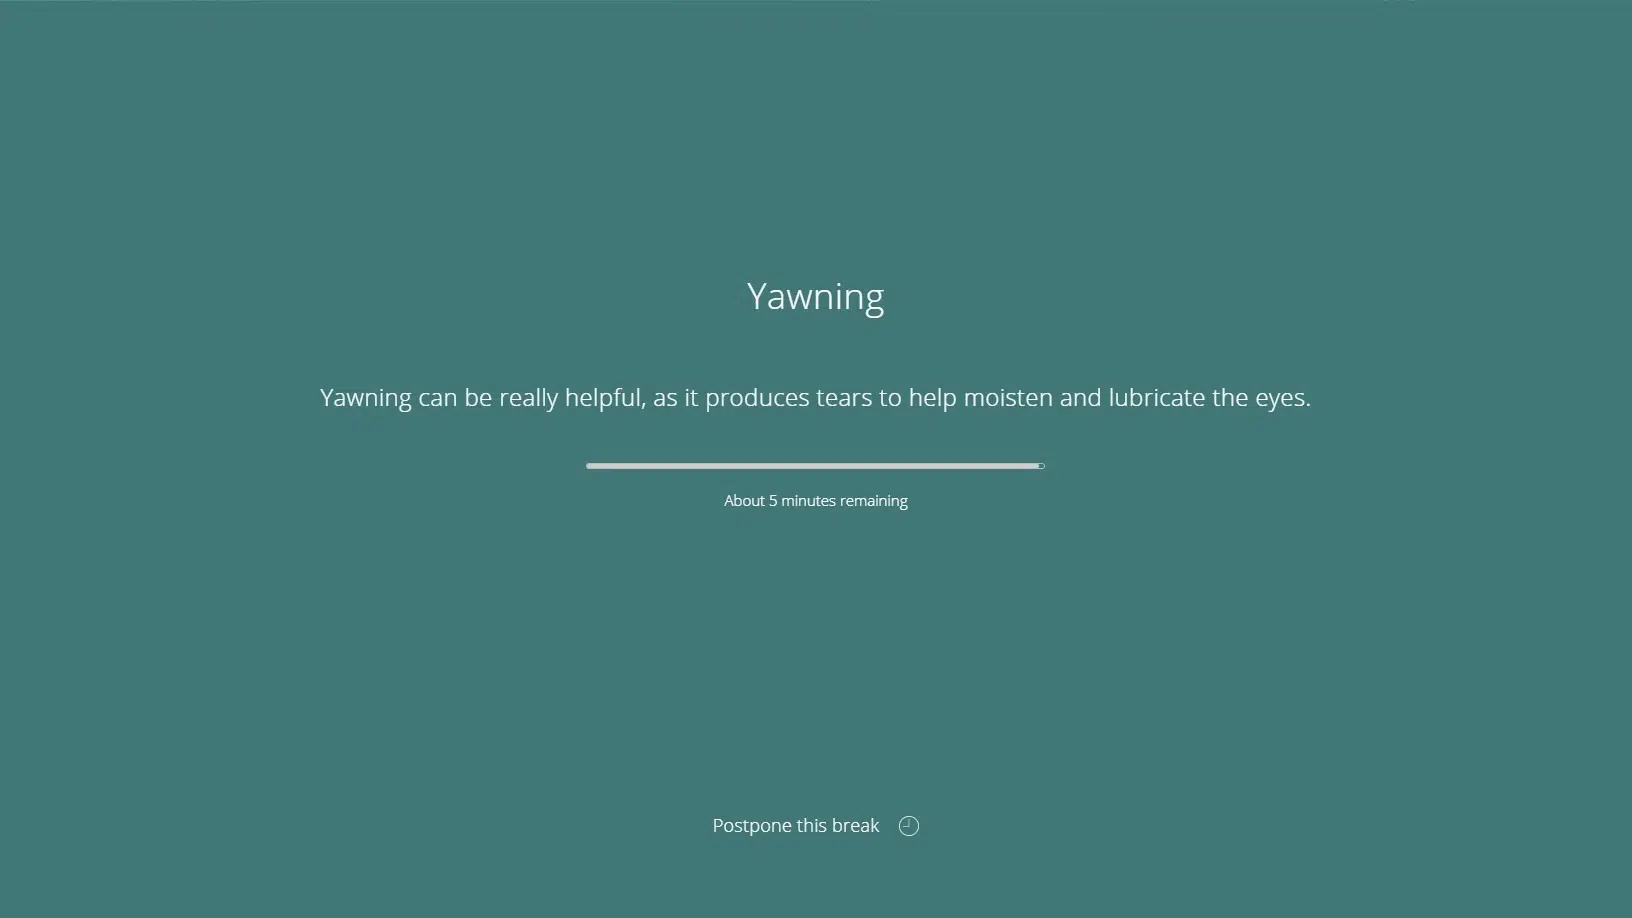 Yawning
Yawning can be really helpful, as it produces tears to help moisten and lubricate the eyes.
About 5 minutes remaining
Postpone this break